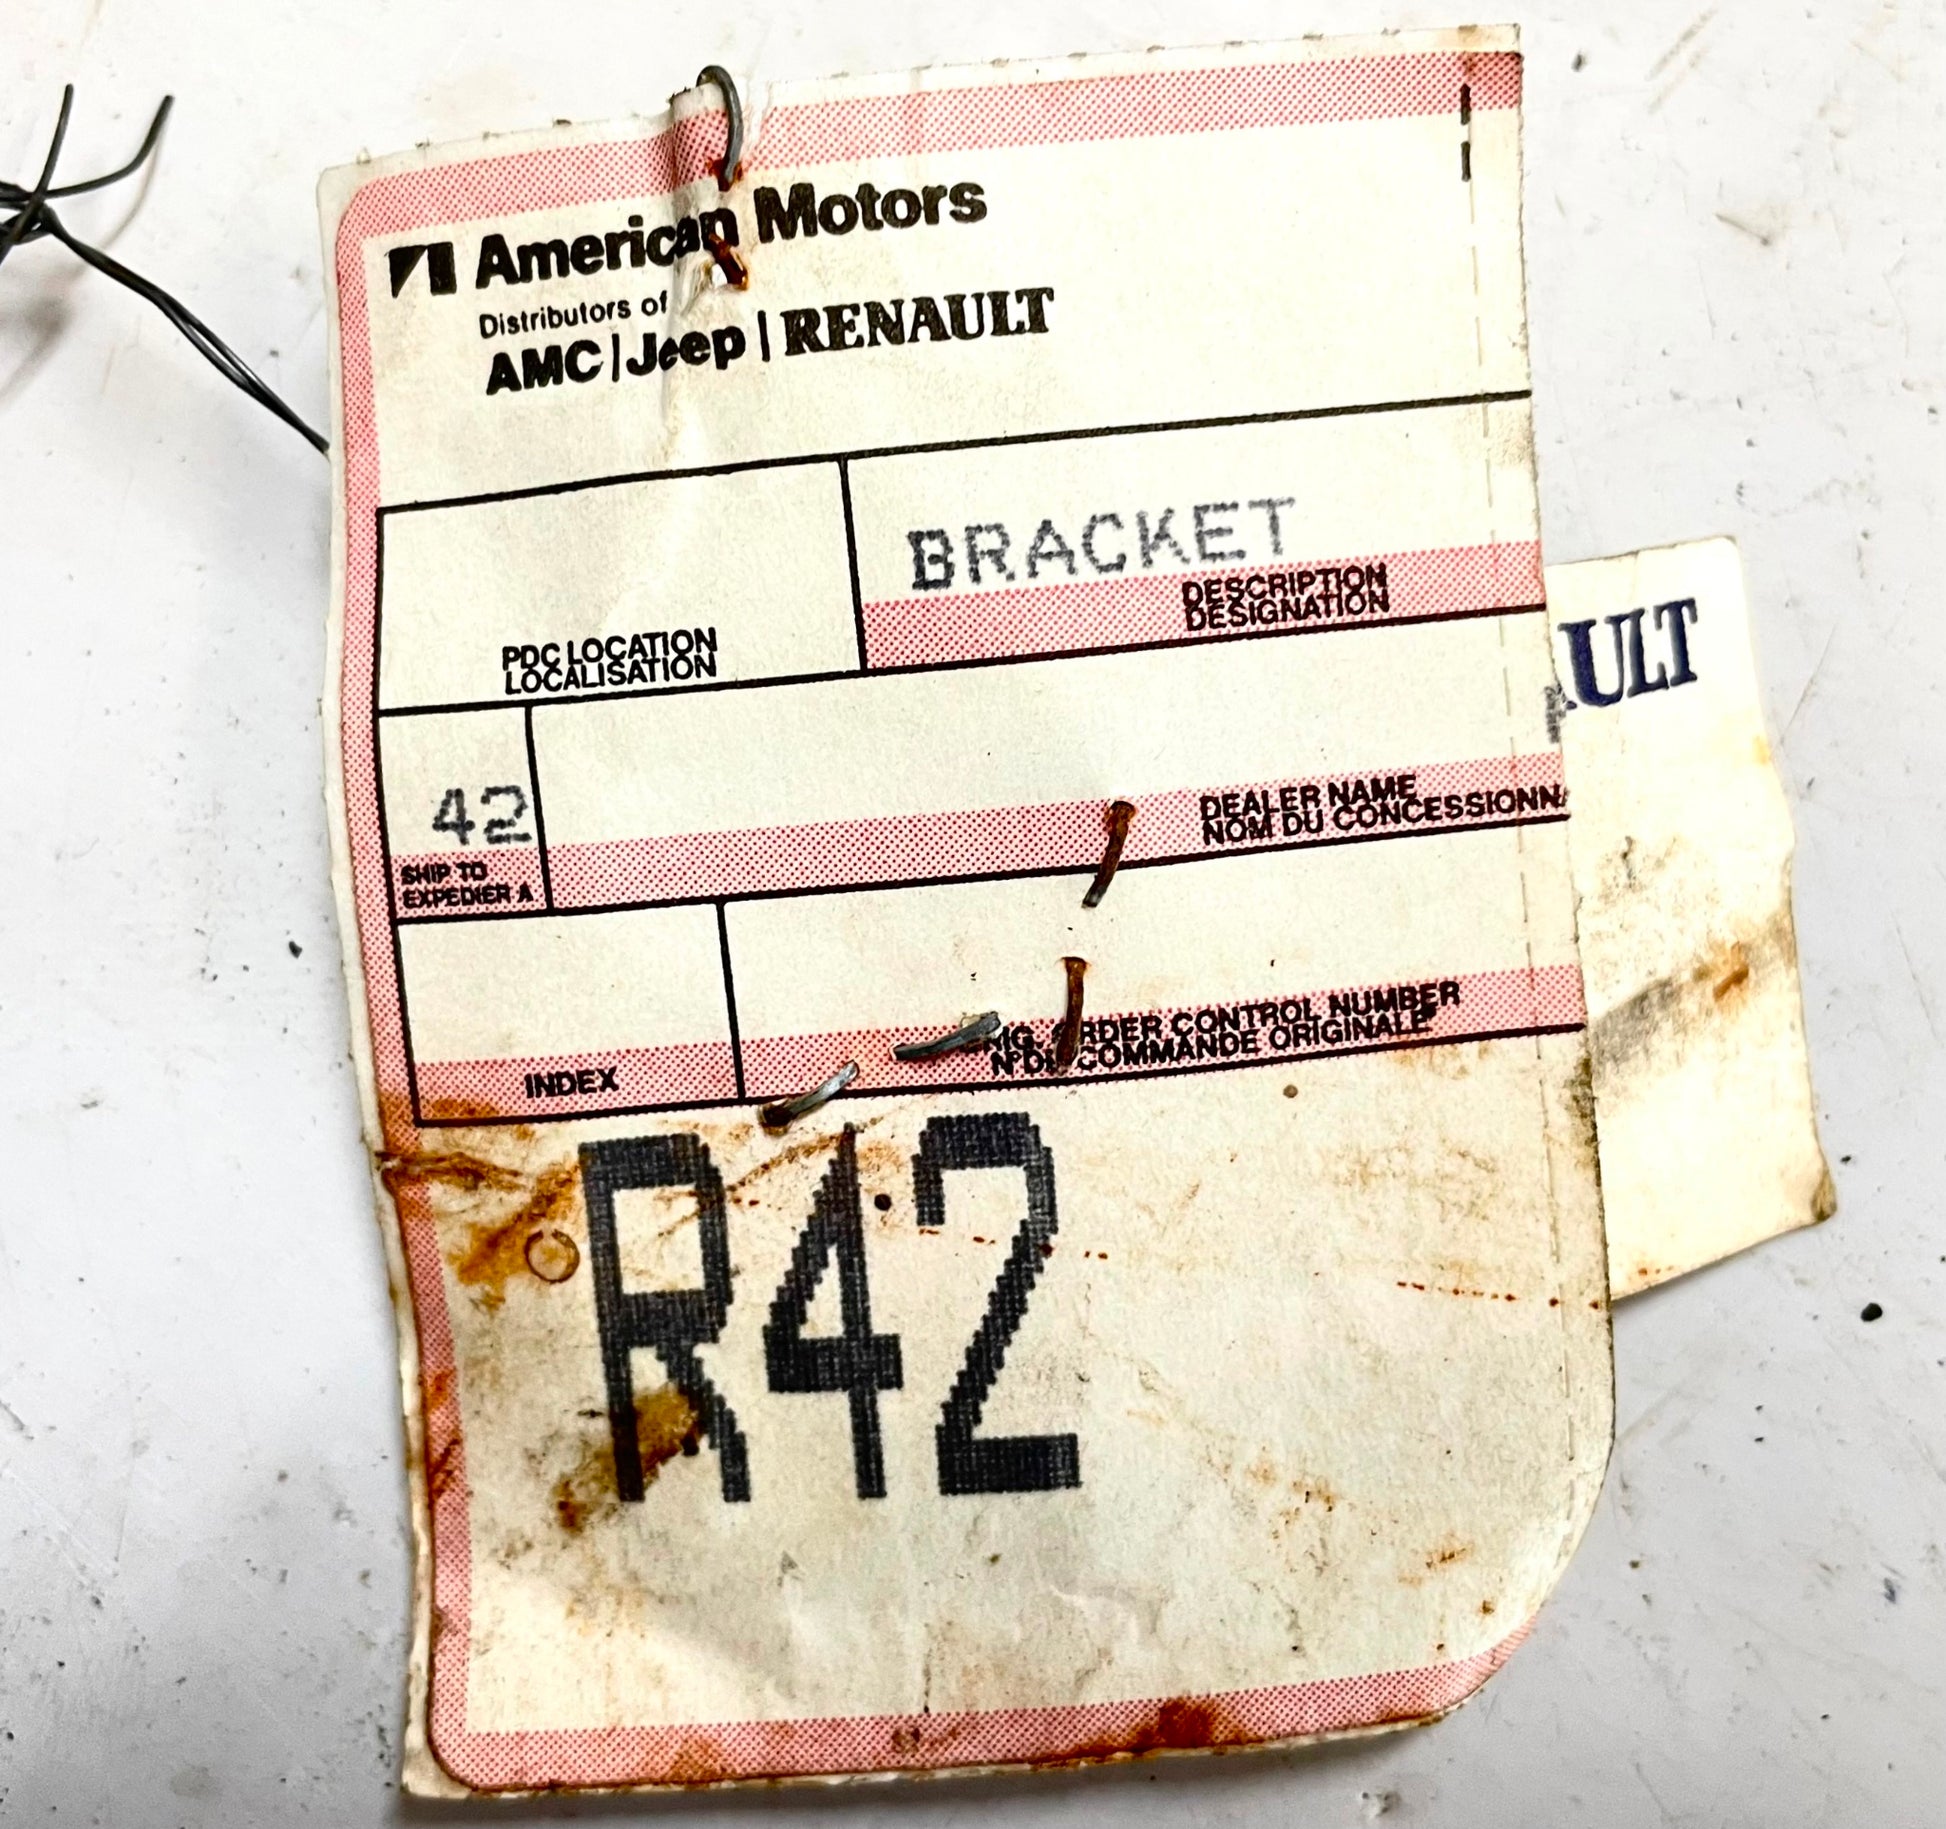 American Motors
Distributors of
AMC|Jeep|RENAULT
BRACKET
DESCRIPTION
DESIGNATION
PDC LOCATION
LOCALISATION
AULT
42
SHIP TO
EXPEDIER A
DEALER NAME
NOM DU CONCESSIONNA
INDEX
ORDER CONTROL NUMBER
COMMANDE ORIGINALE
R42